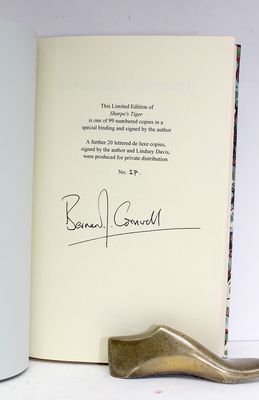 This Limited Edition of
Sharpe's Tiger
is one of 99 numbered copies in a
special binding and signed by the author
A further 20 lettered de luxe copies,
signed by the author and Lindsey Davis,
were produced for private distribution
No. 17.
Bernard Cornwell